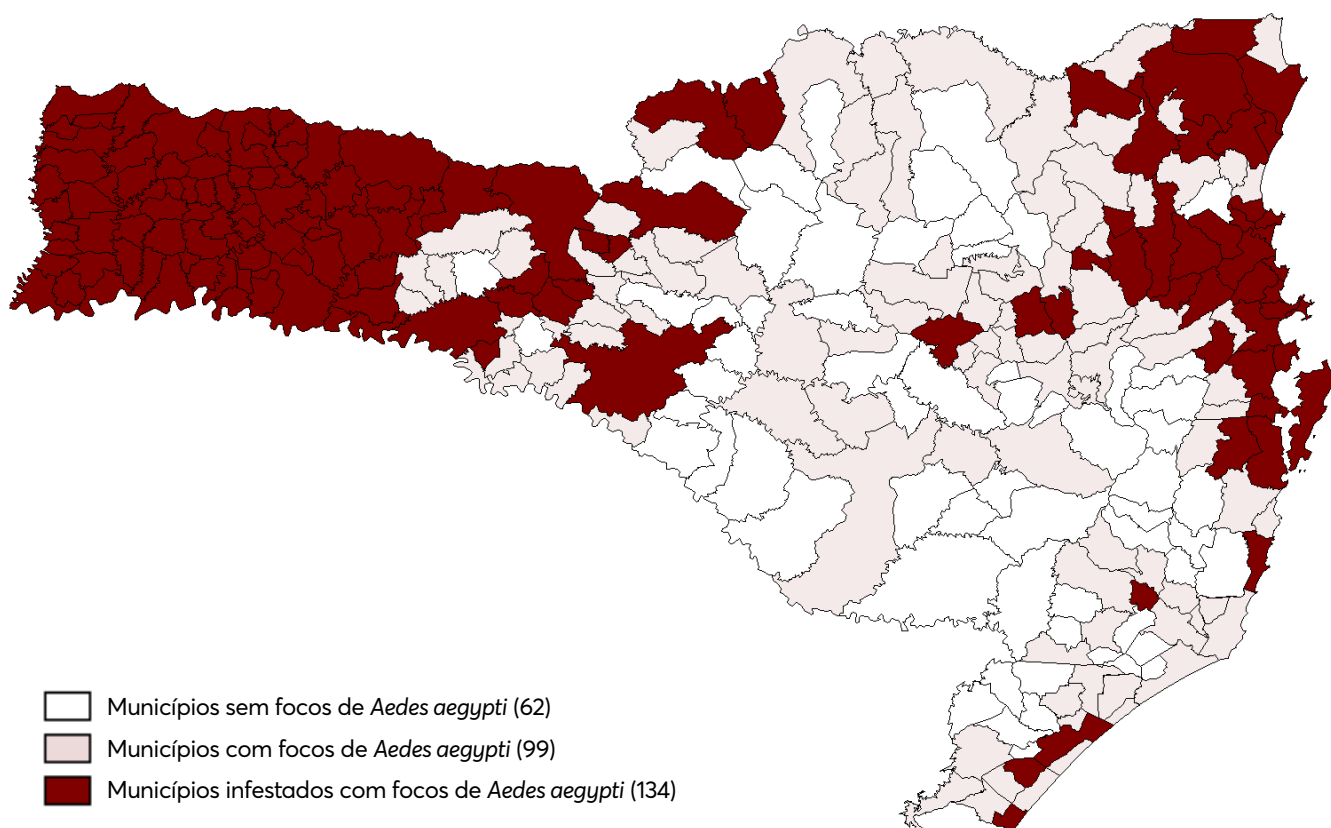 Municípios sem focos de Aedes aegypti (62)
Municípios com focos de Aedes aegypti (99)
Municípios infestados com focos de Aedes aegypti (134)